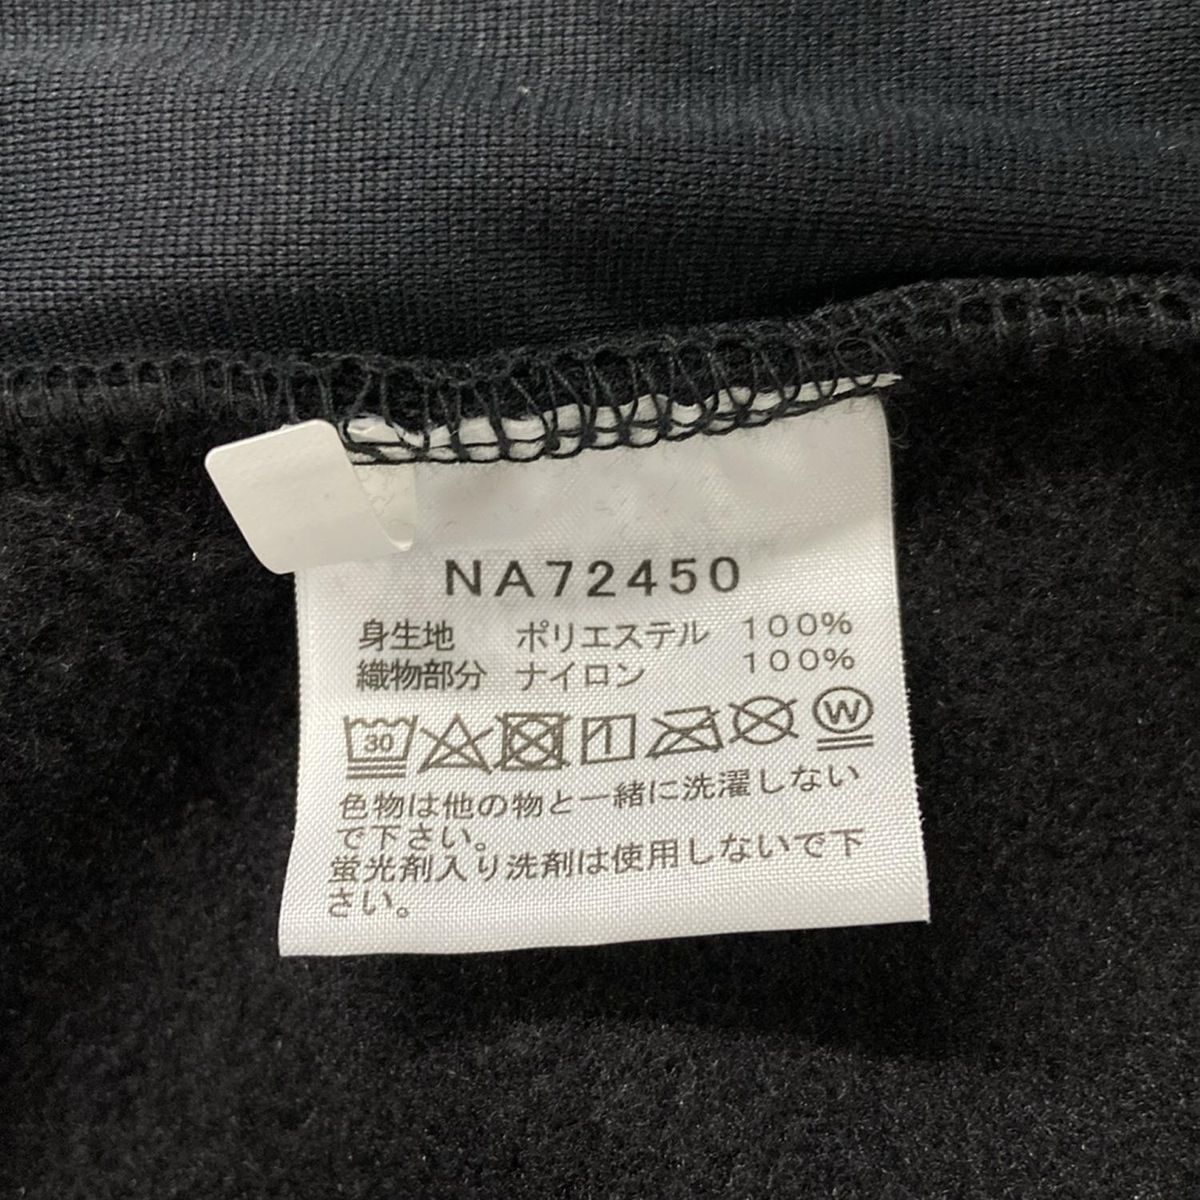 NA72450
身生地 ポリエステル 100%
織物部分 ナイロン 100%
30 W
色物は他の物と一緒に洗濯しない
で下さい。
蛍光剤入り洗剤は使用しないで下
さい。